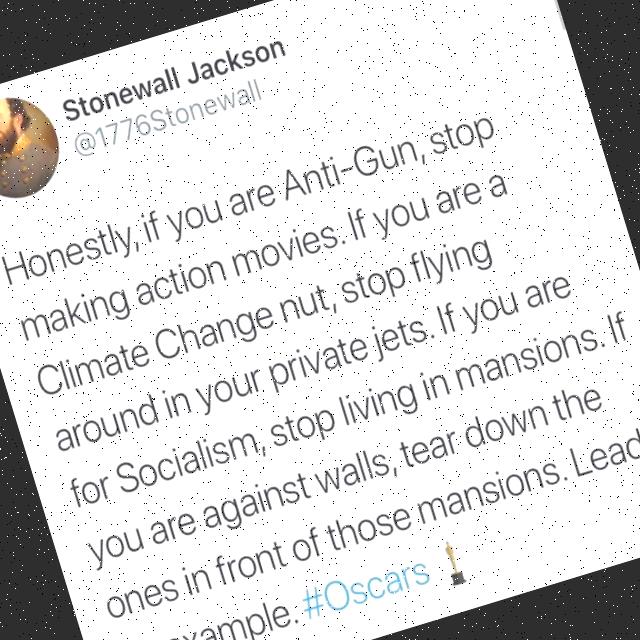 Stonewall Jackson
@1776Stonewall
Honestly, if you are Anti-Gun, stop
making action movies. If you are a
Climate Change nut, stop flying
around in your private jets. If you are
for Socialism, stop living in mansions. If
you are against walls, tear down the
ones in front of those mansions. Lead
example. #Oscars